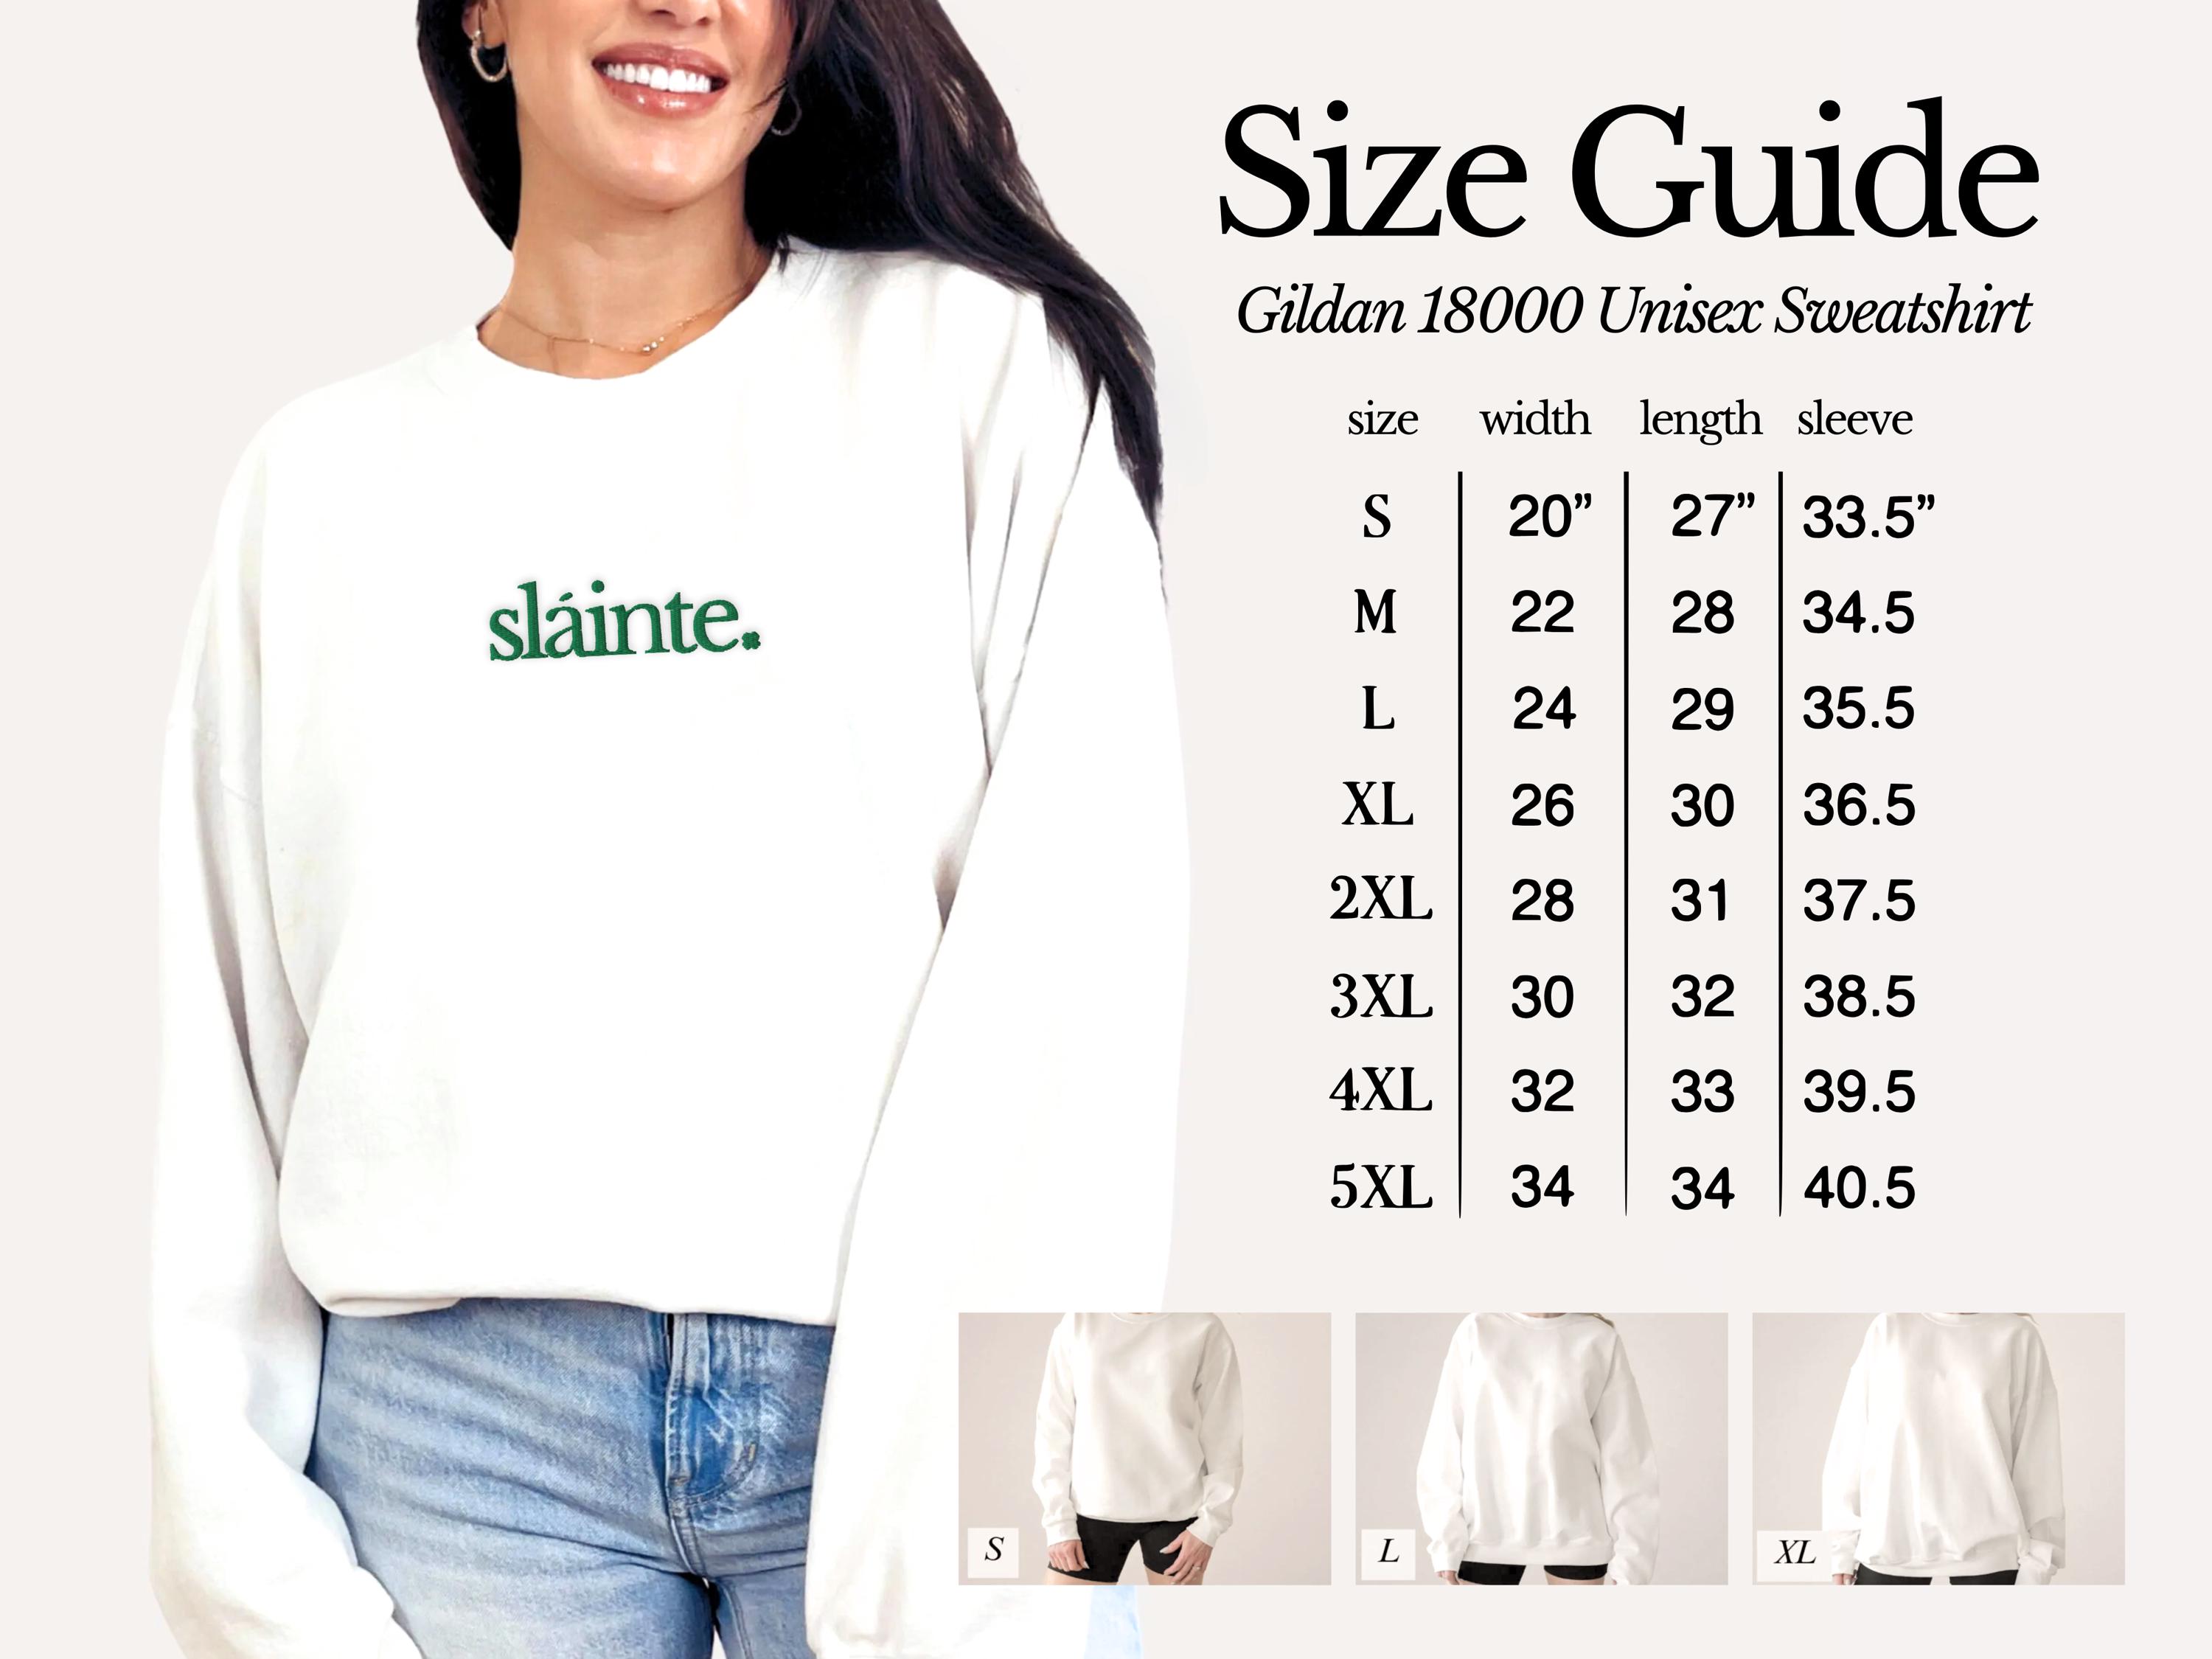 sláinte.
Size Guide
Gildan 18000 Unisex Sweatshirt
size width length sleeve
S 20” 27” 33.5”
M 22 28 34.5
L 24 29 35.5
XL 26 30 36.5
2XL 28 31 37.5
3XL 30 32 38.5
4XL 32 33 39.5
5XL 34 34 40.5
S L XL